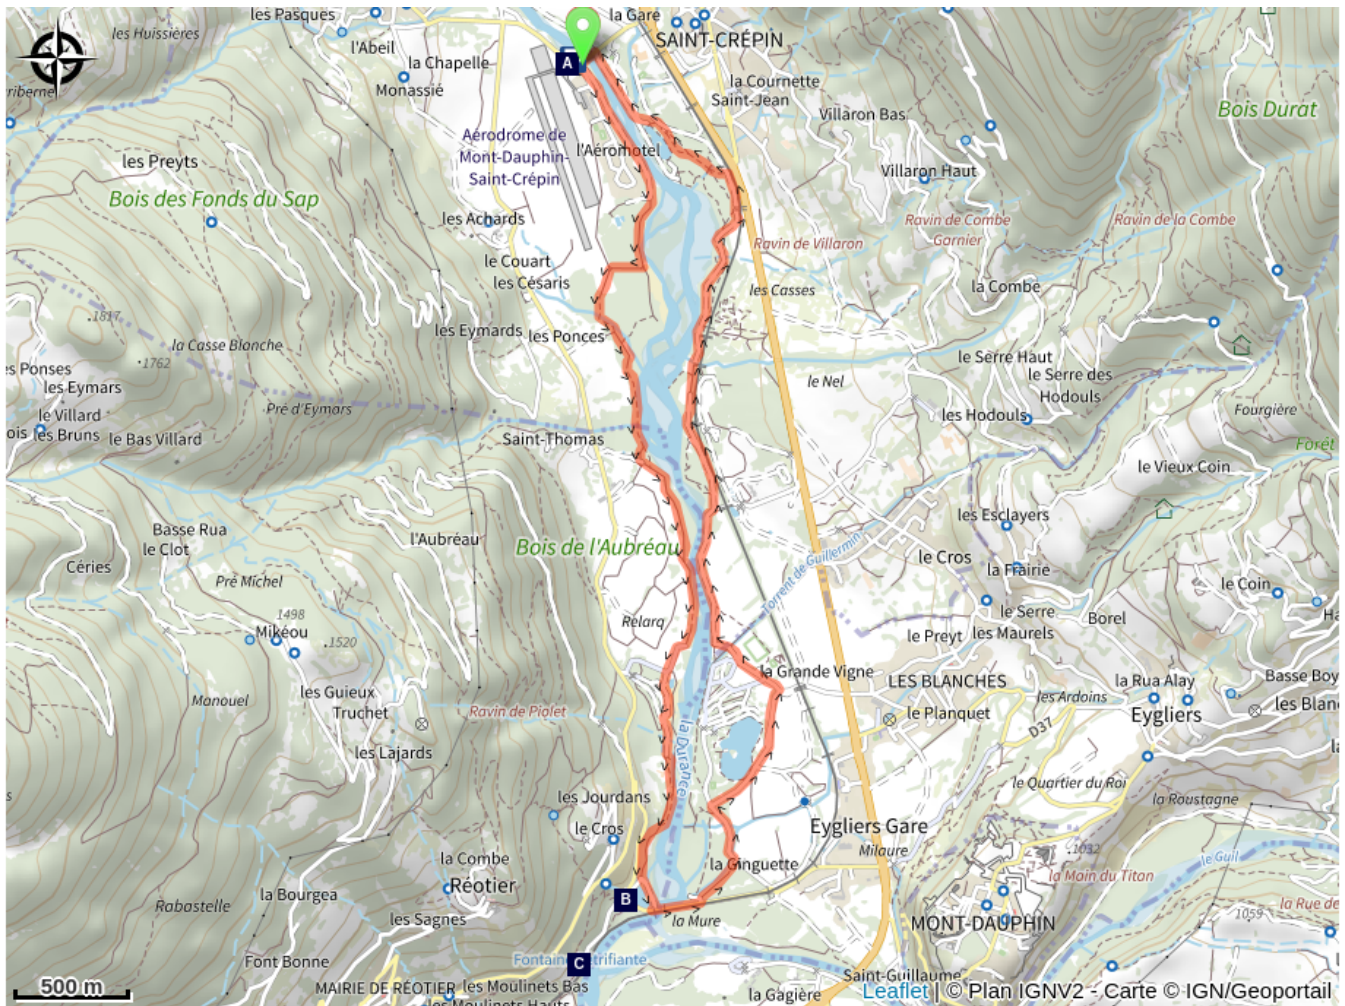 les Pasques
la Gare
les Huissières
l'Abeil
SAINT-CRÉPIN
la Chapelle
A
la Cournette
Monassié
Saint-Jean
Bois Durat
Villaron Bas
Aérodrome de
Mont-Dauphin-
Saint-Crépin
l'Aéromotel
les Preyts
Villaron Haut
Bois des Fonds du Sap
les Achards
Ravin de Combe
Garnier
Ravin de la Combe
Ravin de Villaron
le Couart
les Césaris
les Casses
la Combe
1817
les Eymards
les Ponces
la Casse Blanche
1762
le Serre Haut
le Serre des
Hodouls
les Eymars
le Nel
Pré d'Eymars
les Hodouls
Fourgière
le Villard
les Bruns
le Bas Villard
Saint-Thomas
Forêt
le Vieux Coin
Basse Rua
le Clot
l'Aubréau
les Esclayers
Bois de l'Aubréau
Torrent de Guillermin
le Cros
Céries
la Frairie
Pré Michel
le Coin
1498
Mikéou
1520
Relarq
le Serre
Borel
le Preyt
les Maurels
la Grande Vigne
LES BLANCHES
la Rua Alay
Basse Boy
Manouel
les Guieux
Truchet
Ravin de Piolet
les Ardoins
le Planquet
Eygliers
D37
la Durance
les Lajards
le Quartier du Roi
les Jourdans
la Roustagne
le Cros
Eygliers Gare
Milaure
1032
le Guil
la Combe
Réotier
la Ginguette
la Main du Titon
la Bourgea
B
Rabastelle
les Sagnes
la Mure
MONT-DAUPHIN
1059
la Rue de
Font Bonne
C
Saint-Guillaume
500 m
MAIRIE DE RÉOTIER
les Moulinets Bas
les Moulinets Hauts
la Gagière
Leaflet | © Plan IGNV2 - Carte © IGN/Geoportail